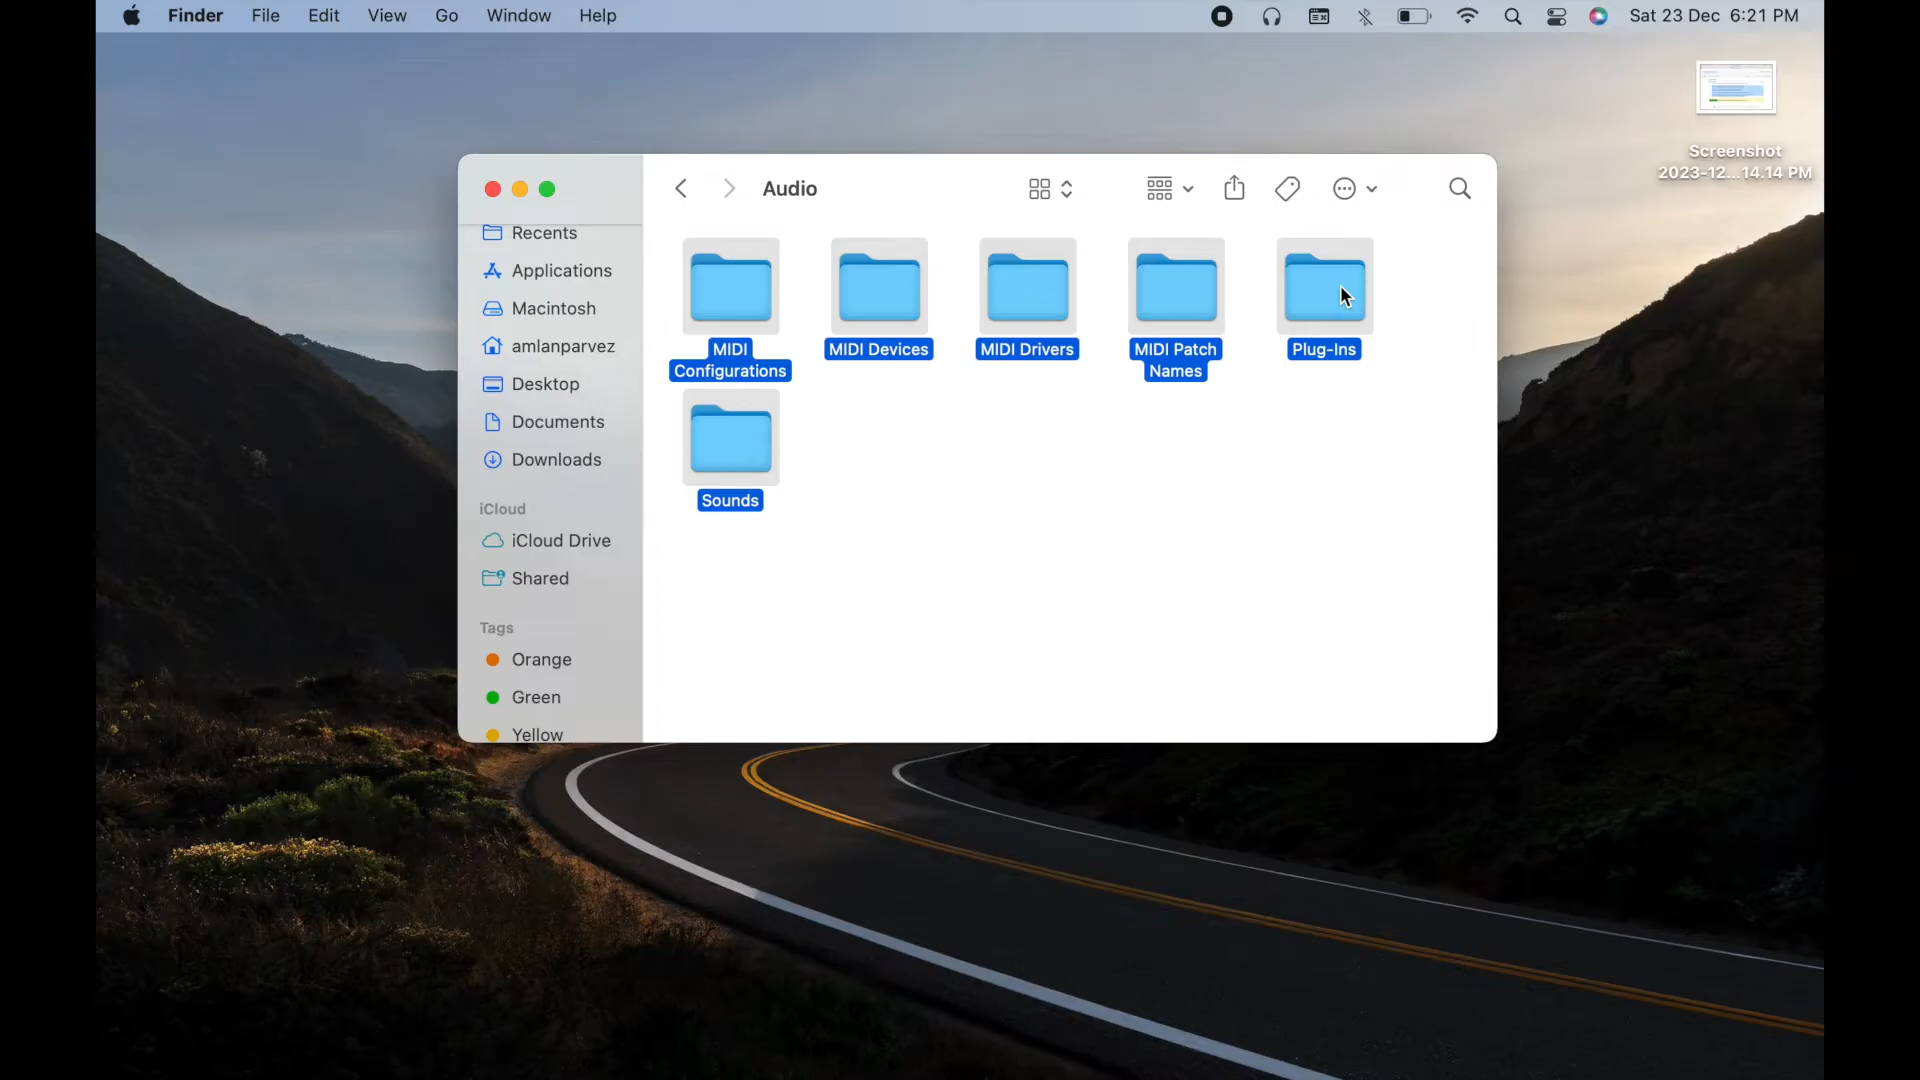 Finder File Edit View Go Window Help Sat 23 Dec 6:21 PM
Screenshot
2023-12...14.14 PM
Audio
Recents
Applications
Macintosh
amlanparvez
Desktop
Documents
Downloads
iCloud
iCloud Drive
Shared
Tags
Orange
Green
Yellow
MIDI
Configurations
MIDI Devices
MIDI Drivers
MIDI Patch
Names
Plug-Ins
Sounds